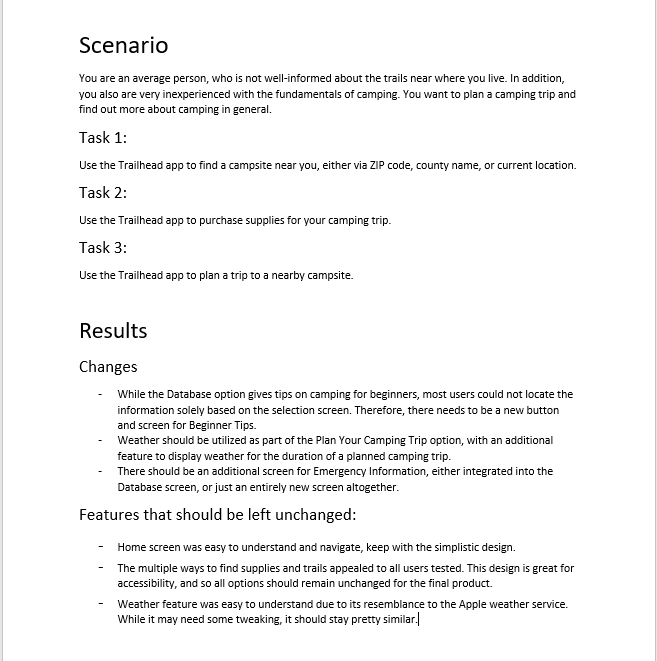 Scenario
You are an average person, who is not well-informed about the trails near where you live. In addition,
you also are very inexperienced with the fundamentals of camping. You want to plan a camping trip and
find out more about camping in general.
Task 1:
Use the Trailhead app to find a campsite near you, either via ZIP code, county name, or current location.
Task 2:
Use the Trailhead app to purchase supplies for your camping trip.
Task 3:
Use the Trailhead app to plan a trip to a nearby campsite.
Results
Changes
- While the Database option gives tips on camping for beginners, most users could not locate the
information solely based on the selection screen. Therefore, there needs to be a new button
and screen for Beginner Tips.
- Weather should be utilized as part of the Plan Your Camping Trip option, with an additional
feature to display weather for the duration of a planned camping trip.
- There should be an additional screen for Emergency Information, either integrated into the
Database screen, or just an entirely new screen altogether.
Features that should be left unchanged:
- Home screen was easy to understand and navigate, keep with the simplistic design.
- The multiple ways to find supplies and trails appealed to all users tested. This design is great for
accessibility, and so all options should remain unchanged for the final product.
- Weather feature was easy to understand due to its resemblance to the Apple weather service.
While it may need some tweaking, it should stay pretty similar.